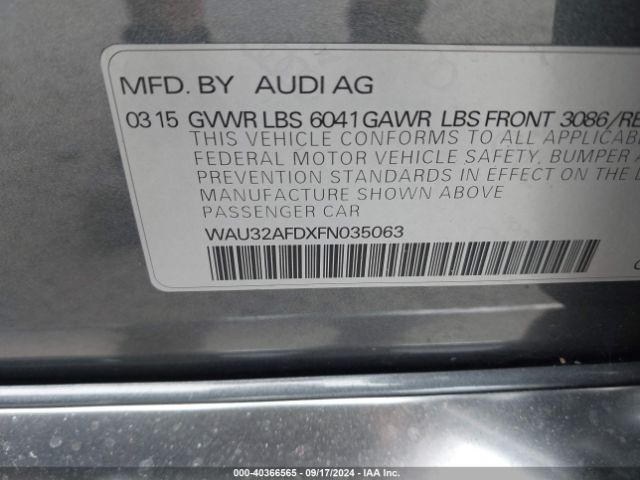 MFD. BY AUDI AG
03 15 GVWR LBS 6041 GAWR LBS FRONT 3086/RE
THIS VEHICLE CONFORMS TO ALL APPLICABL
FEDERAL MOTOR VEHICLE SAFETY, BUMPER A
PREVENTION STANDARDS IN EFFECT ON THE D
MANUFACTURE SHOWN ABOVE
PASSENGER CAR
WAU32AFDXFN035063
000-40366565 - 09/17/2024 - IAA Inc.